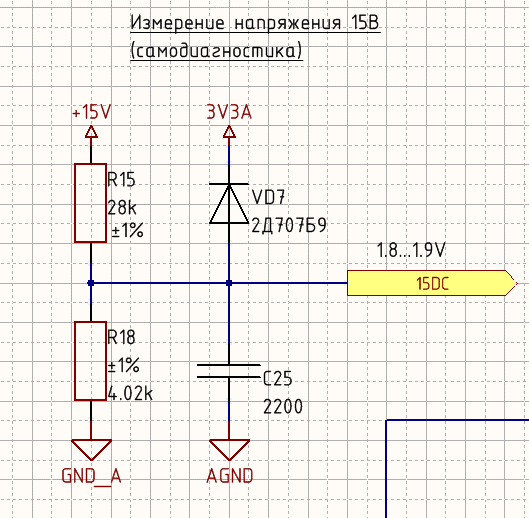 Измерение напряжения 15В
(самодиагностика)
+15V
3V3A
R15
28k
±1%
VD7
2Д707Б9
1.8...1.9V
15DC
R18
±1%
4.02k
C25
2200
GND_A
AGND